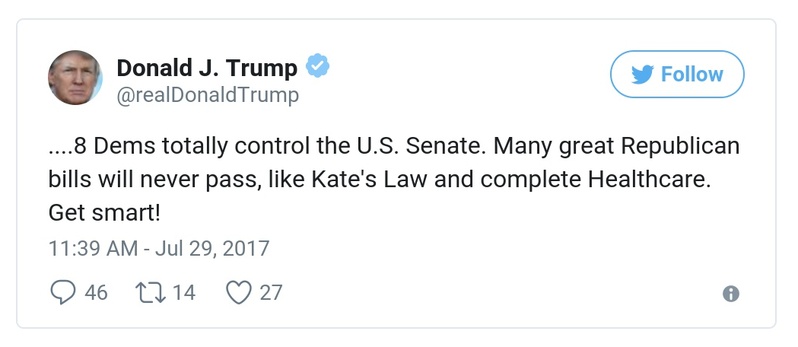 Donald J. Trump
@realDonaldTrump
Follow
....8 Dems totally control the U.S. Senate. Many great Republican
bills will never pass, like Kate's Law and complete Healthcare.
Get smart!
11:39 AM - Jul 29, 2017
46 14 27